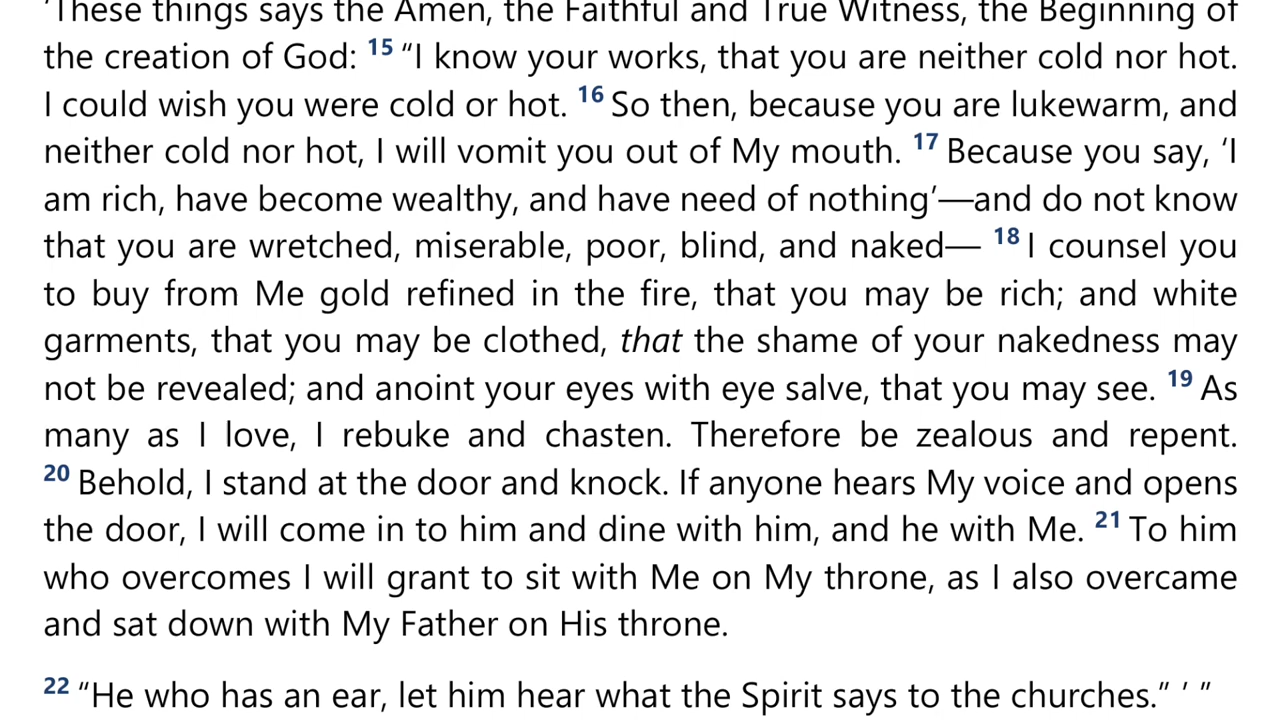 'These things says the Amen, the Faithful and True Witness, the Beginning of
the creation of God: 15 “I know your works, that you are neither cold nor hot.
I could wish you were cold or hot. 16 So then, because you are lukewarm, and
neither cold nor hot, I will vomit you out of My mouth. 17 Because you say, ‘I
am rich, have become wealthy, and have need of nothing’—and do not know
that you are wretched, miserable, poor, blind, and naked— 18 I counsel you
to buy from Me gold refined in the fire, that you may be rich; and white
garments, that you may be clothed, that the shame of your nakedness may
not be revealed; and anoint your eyes with eye salve, that you may see. 19 As
many as I love, I rebuke and chasten. Therefore be zealous and repent.
20 Behold, I stand at the door and knock. If anyone hears My voice and opens
the door, I will come in to him and dine with him, and he with Me. 21 To him
who overcomes I will grant to sit with Me on My throne, as I also overcame
and sat down with My Father on His throne.
22 “He who has an ear, let him hear what the Spirit says to the churches.” ’ ”